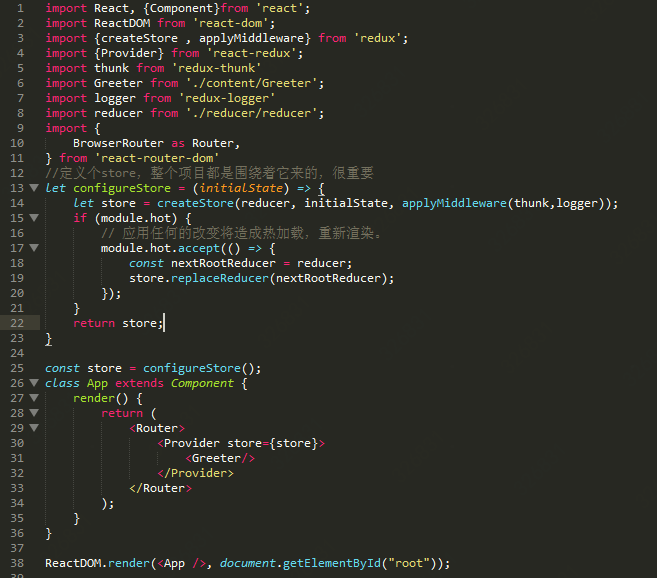 1 import React, {Component}from 'react';
2 import ReactDOM from 'react-dom';
3 import {createStore , applyMiddleware} from 'redux';
4 import {Provider} from 'react-redux';
5 import thunk from 'redux-thunk'
6 import Greeter from './content/Greeter';
7 import logger from 'redux-logger'
8 import reducer from './reducer/reducer';
9 import {
10     BrowserRouter as Router,
11 } from 'react-router-dom'
12 //定义个store，整个项目都是围绕着它来的，很重要
13 let configureStore = (initialState) => {
14     let store = createStore(reducer, initialState, applyMiddleware(thunk,logger));
15     if (module.hot) {
16         // 应用任何的改变将造成热加载，重新渲染。
17         module.hot.accept(() => {
18             const nextRootReducer = reducer;
19             store.replaceReducer(nextRootReducer);
20         });
21     }
22     return store;
23 }
24
25 const store = configureStore();
26 class App extends Component {
27     render() {
28         return (
29             <Router>
30                 <Provider store={store}>
31                     <Greeter/>
32                 </Provider>
33             </Router>
34         );
35     }
36 }
37
38 ReactDOM.render(<App />, document.getElementById("root"));
39